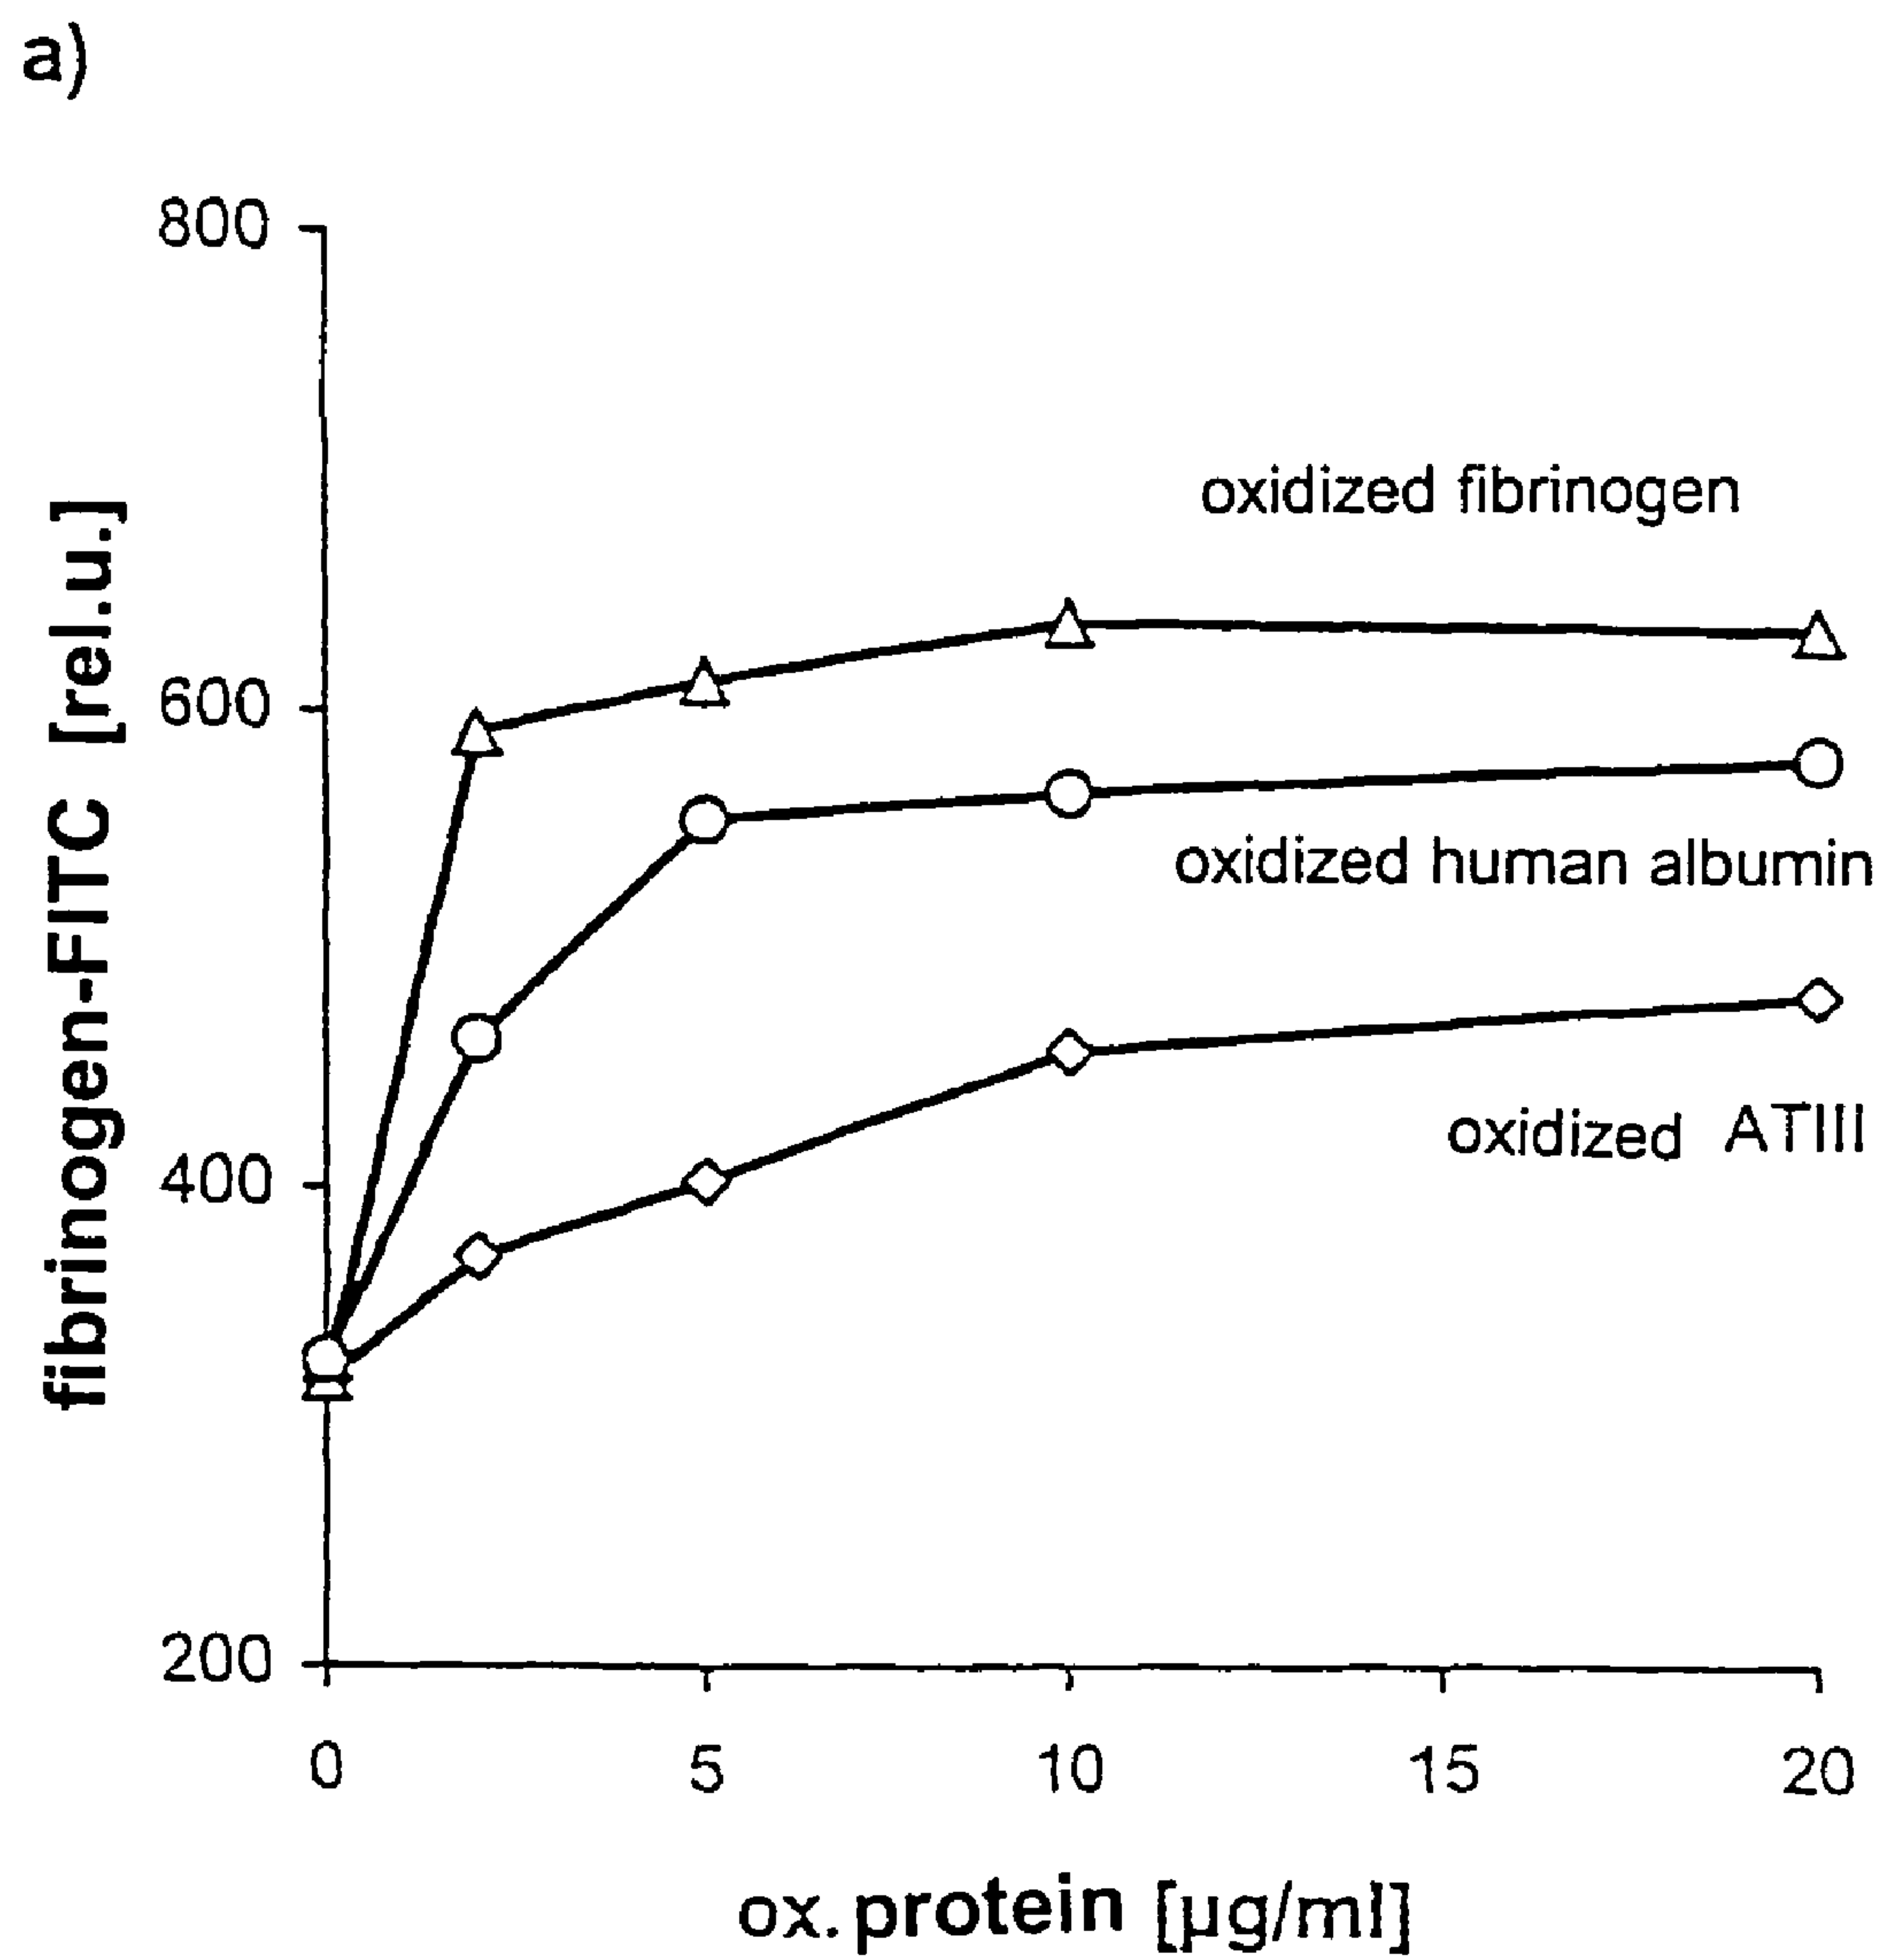 a)
800
600
400
200
fibrinogen-FITC [rel.u.]
oxidized fibrinogen
oxidized human albumin
oxidized ATIII
0 5 10 15 20
ox. protein [µg/ml]